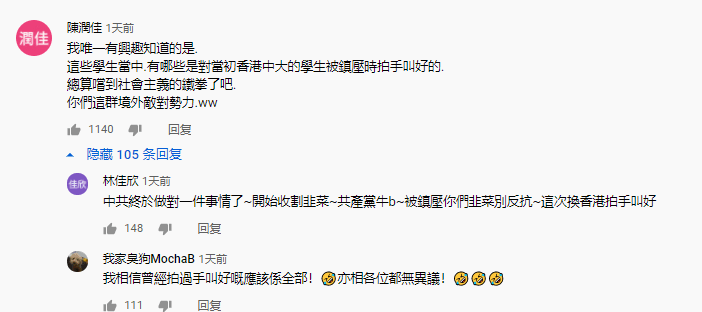 潤佳
陳潤佳 1天前
我唯一有興趣知道的是.
這些學生當中.有哪些是對當初香港中大的學生被鎮壓時拍手叫好的.
總算嚐到社會主義的鐵拳了吧.
你們這群境外敵對勢力.ww
1140 回复
隐藏 105 条回复
佳欣
林佳欣 1天前
中共終於做對一件事情了~開始收割韭菜~共產黨牛b~被鎮壓你們韭菜別反抗~這次換香港拍手叫好
148 回复
我家臭狗MochaB 1天前
我相信曾經拍過手叫好嘅應該係全部！🤣亦相各位都無異議！🤣🤣🤣
111 回复